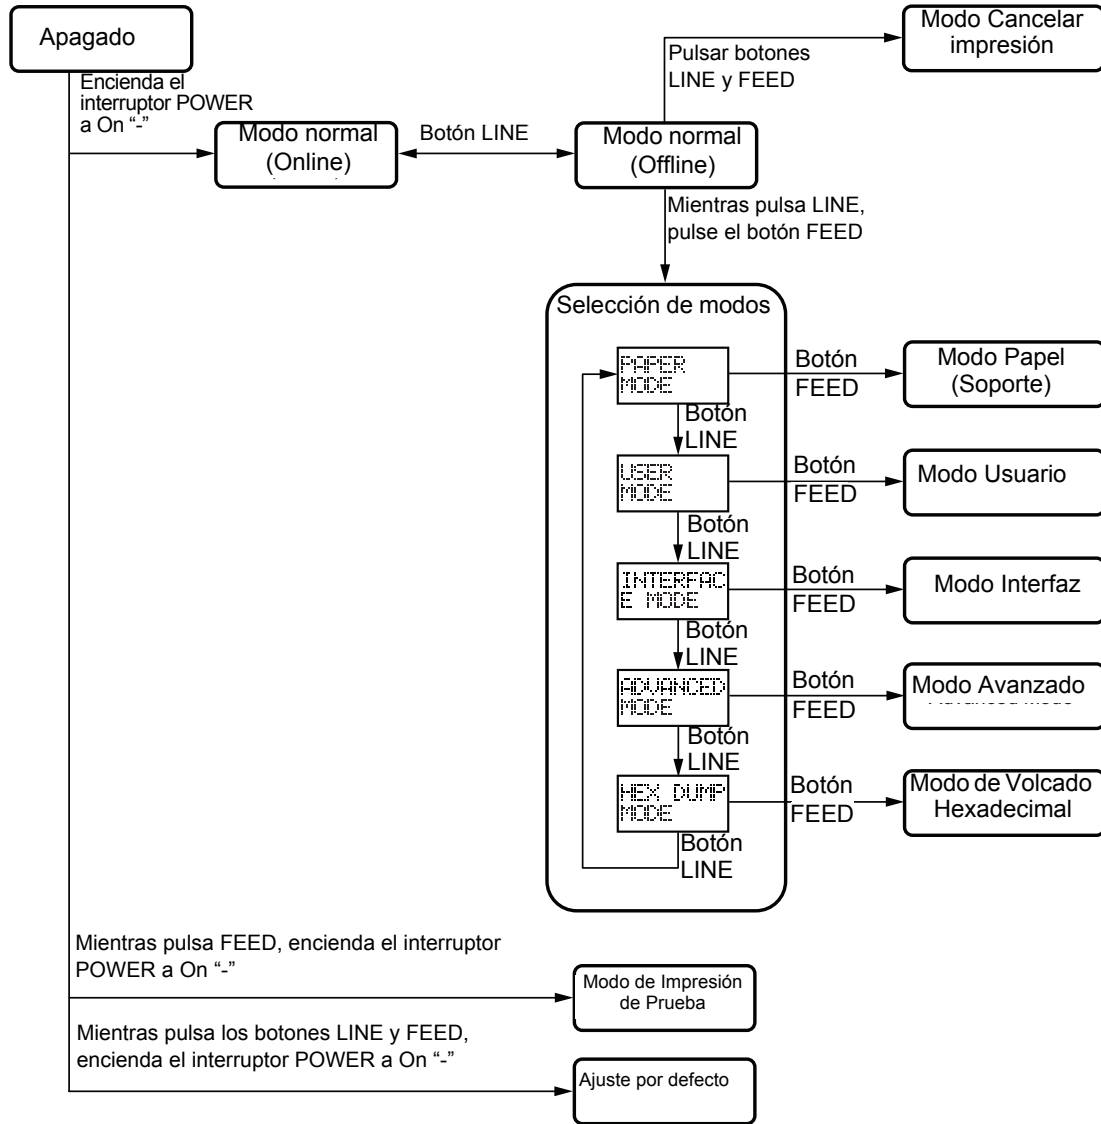 Apagado
Encienda el
interruptor POWER
a On “-”
Modo normal
(Online)
Botón LINE
Modo normal
(Offline)
Pulsar botones
LINE y FEED
Modo Cancelar
impresión
Mientras pulsa LINE,
pulse el botón FEED
Selección de modos
PAPER
MODE
Botón
FEED
Modo Papel
(Soporte)
Botón
LINE
USER
MODE
Botón
FEED
Modo Usuario
Botón
LINE
INTERFAC
E MODE
Botón
FEED
Modo Interfaz
Botón
LINE
ADVANCED
MODE
Botón
FEED
Modo Avanzado
Botón
LINE
HEX DUMP
MODE
Botón
FEED
Modo de Volcado
Hexadecimal
Botón
LINE
Mientras pulsa FEED, encienda el interruptor
POWER a On “-”
Modo de Impresión
de Prueba
Mientras pulsa los botones LINE y FEED,
encienda el interruptor POWER a On “-”
Ajuste por defecto